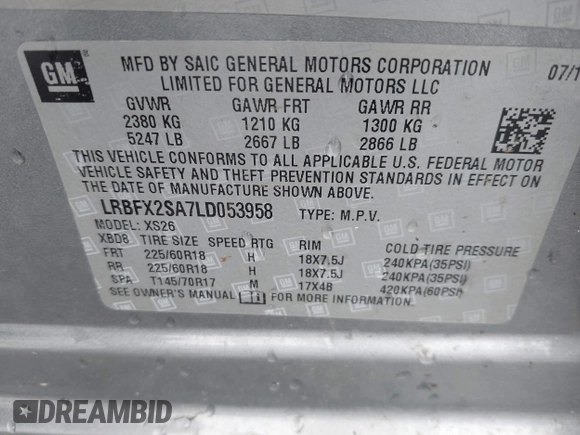 GM
MFD BY SAIC GENERAL MOTORS CORPORATION 07/1
LIMITED FOR GENERAL MOTORS LLC
GVWR GAWR FRT GAWR RR
2380 KG 1210 KG 1300 KG
5247 LB 2667 LB 2866 LB
THIS VEHICLE CONFORMS TO ALL APPLICABLE U.S. FEDERAL MOTOR
VEHICLE SAFETY AND THEFT PREVENTION STANDARDS IN EFFECT ON
THE DATE OF MANUFACTURE SHOWN ABOVE.
LRBFX2SA7LD053958 TYPE: M.P.V.
MODEL: XS26
XBD8 TIRE SIZE SPEED RTG RIM COLD TIRE PRESSURE
FRT 225/60R18 H 18X7.5J 240KPA(35PSI)
RR 225/60R18 H 18X7.5J 240KPA(35PSI)
SPA T145/70R17 M 17X4B 420KPA(60PSI)
SEE OWNER'S MANUAL FOR MORE INFORMATION.
DREAMBID